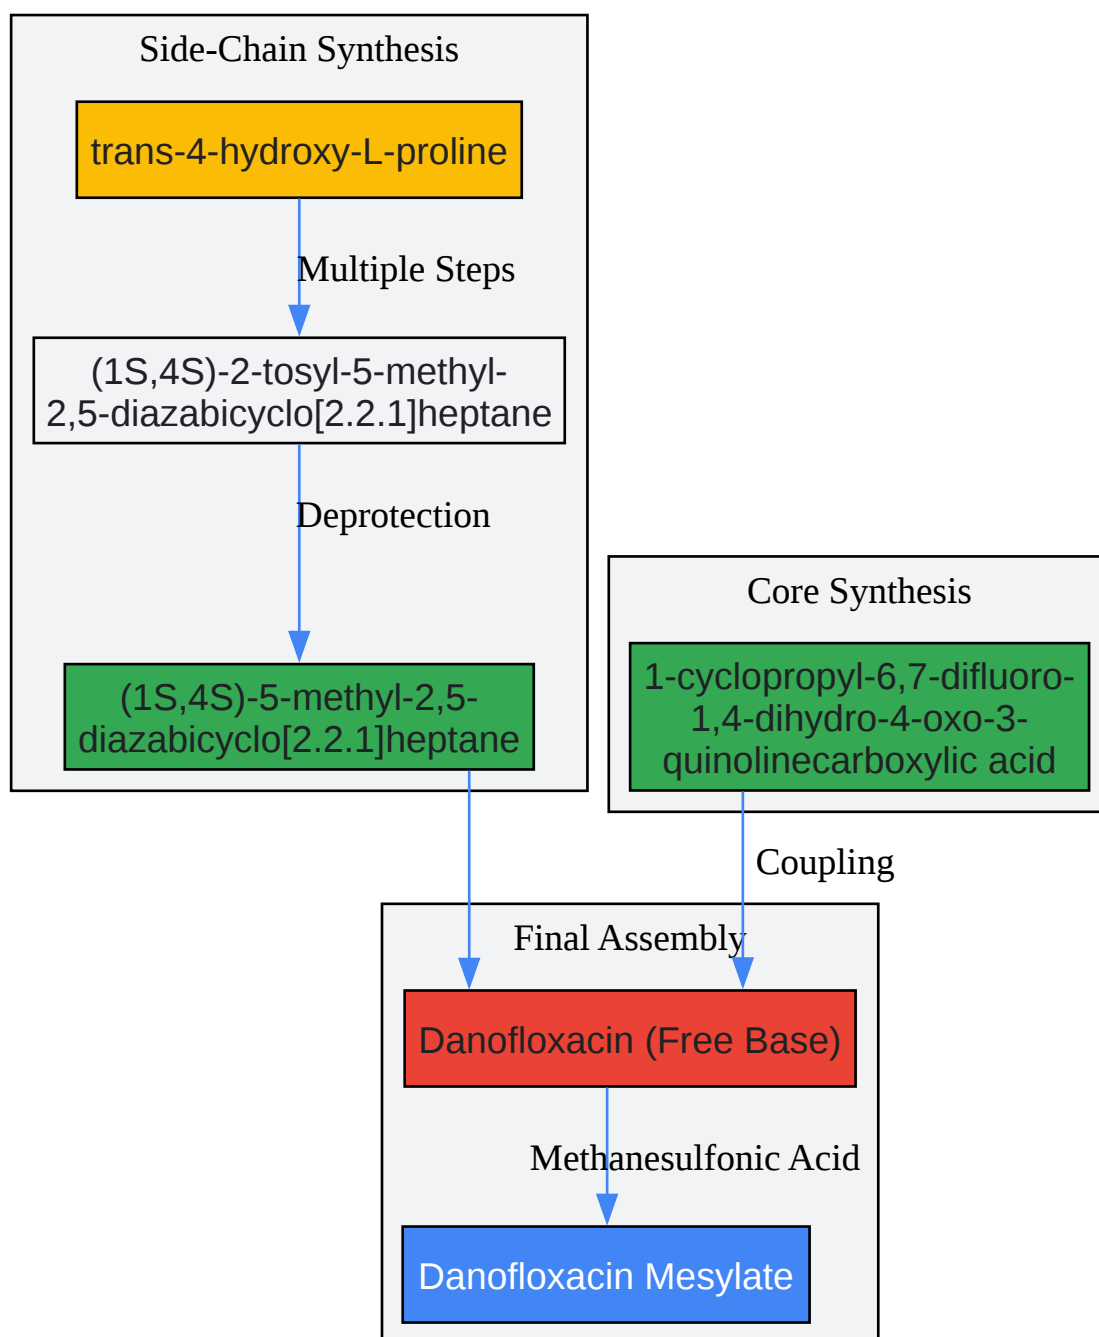 Side-Chain Synthesis
trans-4-hydroxy-L-proline
Multiple Steps
(1S,4S)-2-tosyl-5-methyl-
2,5-diazabicyclo[2.2.1]heptane
Deprotection
(1S,4S)-5-methyl-2,5-
diazabicyclo[2.2.1]heptane
Core Synthesis
1-cyclopropyl-6,7-difluoro-
1,4-dihydro-4-oxo-3-
quinolinecarboxylic acid
Coupling
Final Assembly
Danofloxacin (Free Base)
Methanesulfonic Acid
Danofloxacin Mesylate